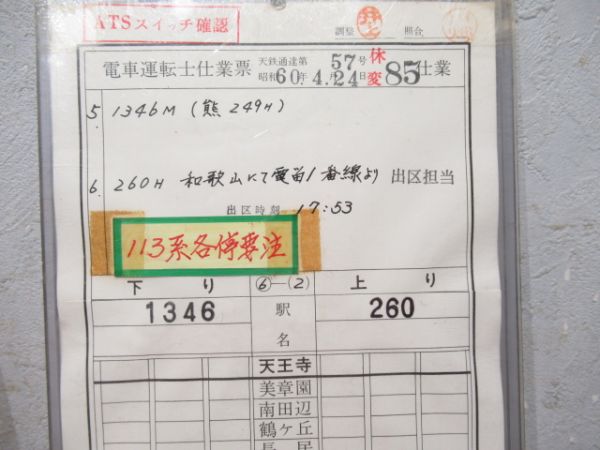 ATSスイッチ確認
調整 照合
電車運転士仕業票 天鉄通達第57号 休変 85仕業
昭和60年4月24日
5. 1346M (熊249H)
6. 260H 和歌山にて電留1番線より 出区担当
出区時刻 17:53
113系各停要注
下り ⑥―(2) 上り
1346 駅名 260
天王寺
美章園
南田辺
鶴ケ丘
長居